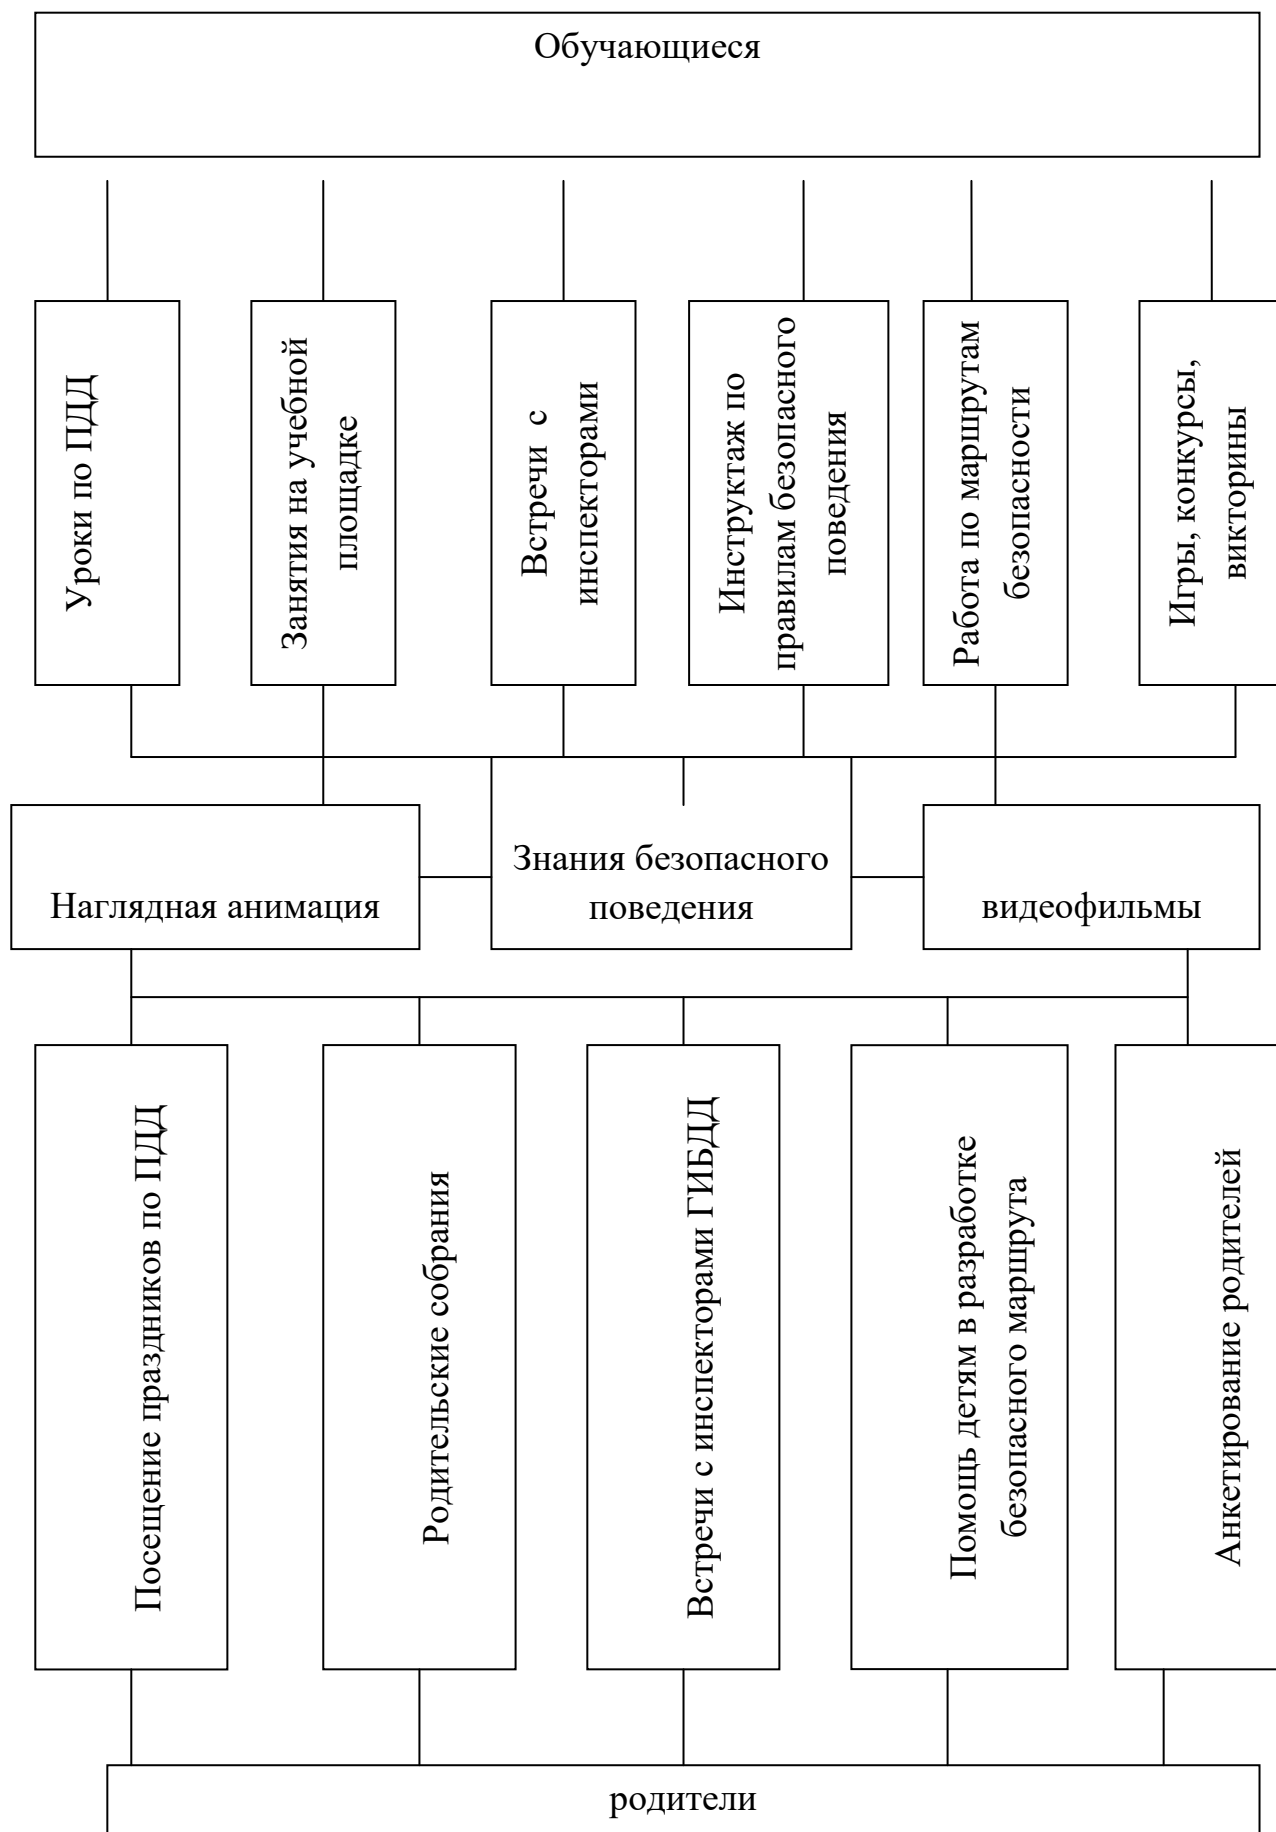 Обучающиеся
Уроки по ПДД
Занятия на учебной
площадке
Встречи с
инспекторами
Инструктаж по
правилам безопасного
поведения
Работа по маршрутам
безопасности
Игры, конкурсы,
викторины
Наглядная анимация
Знания безопасного
поведения
видеофильмы
Посещение праздников по ПДД
Родительские собрания
Встречи с инспекторами ГИБДД
Помощь детям в разработке
безопасного маршрута
Анкетирование родителей
родители